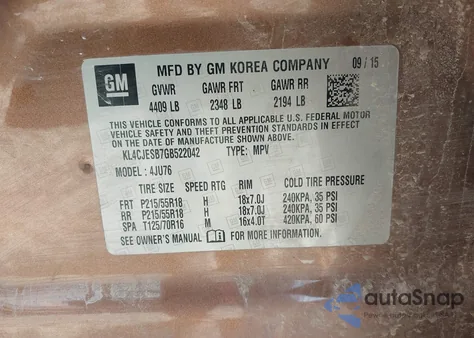 GM
MFD BY GM KOREA COMPANY 09 / 15
GVWR GAWR FRT GAWR RR
4409 LB 2348 LB 2194 LB
THIS VEHICLE CONFORMS TO ALL APPLICABLE U.S. FEDERAL MOTOR
VEHICLE SAFETY AND THEFT PREVENTION STANDARDS IN EFFECT
ON THE DATE OF MANUFACTURE SHOWN ABOVE.
KL4CJESB7GB522042 TYPE: MPV
MODEL : 4JU76
TIRE SIZE SPEED RTG RIM COLD TIRE PRESSURE
FRT P215/55R18 H 18x7.0J 240KPA, 35 PSI
RR P215/55R18 H 18x7.0J 240KPA, 35 PSI
SPA T125/70R16 M 16x4.0T 420KPA, 60 PSI
SEE OWNER'S MANUAL FOR MORE INFORMATION
autoSnap